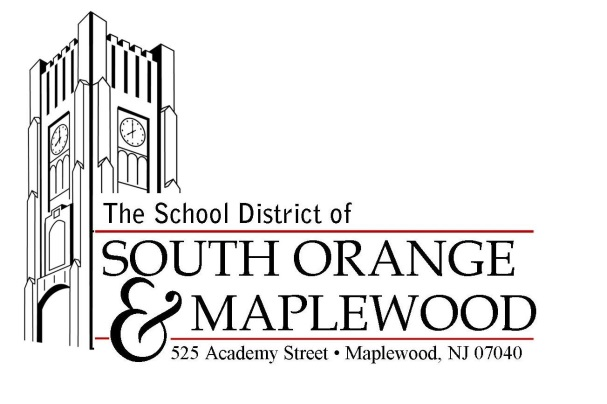 The School District of
SOUTH ORANGE
& MAPLEWOOD
525 Academy Street • Maplewood, NJ 07040